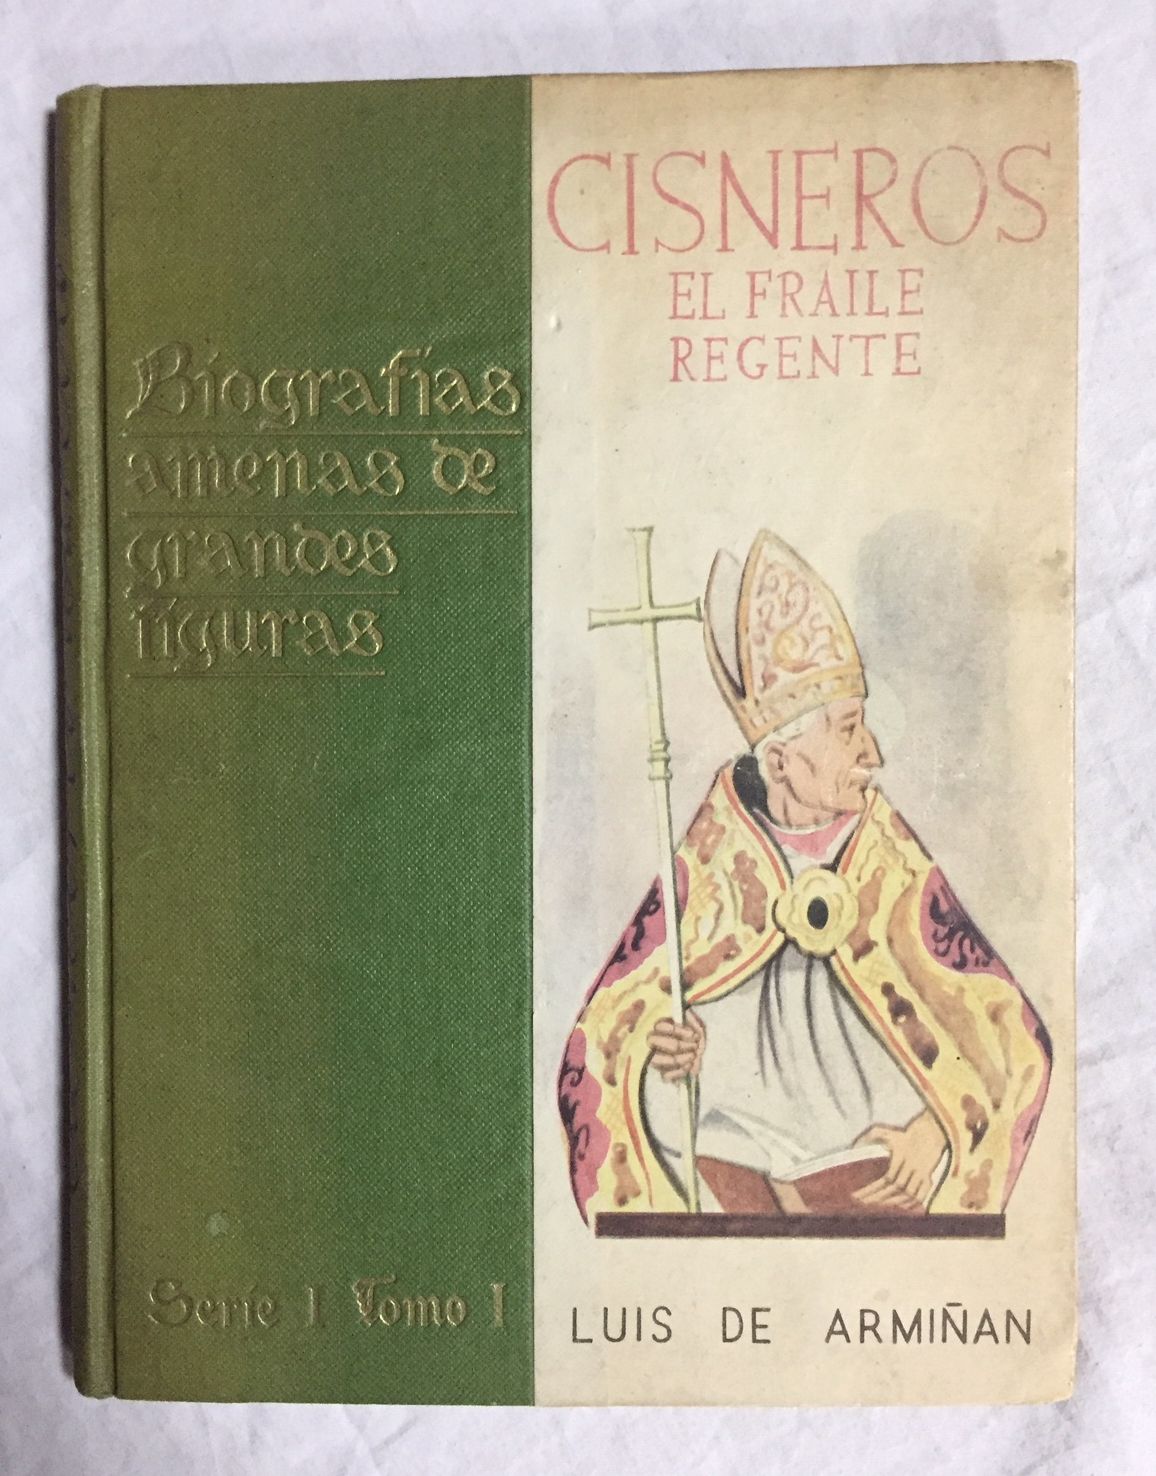 Biografías
amenas de
grandes
figuras
Serie I Tomo I
CISNEROS
EL FRAILE
REGENTE
LUIS DE ARMIÑAN